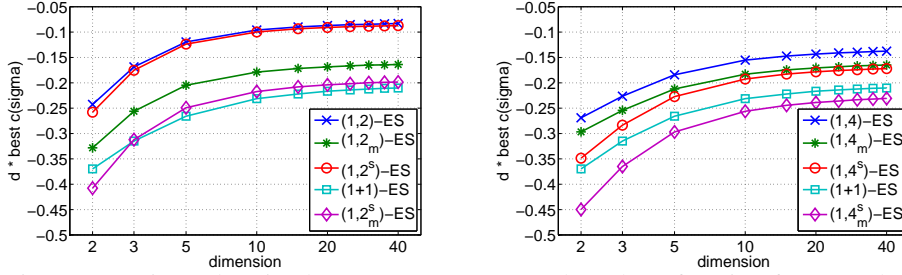 −0.05
−0.1
−0.15
−0.2
−0.25
−0.3
−0.35
−0.4
−0.45
−0.5
d * best c(sigma)
2 3 5 10 20 40
dimension
(1,2)−ES
(1,2m)−ES
(1,2s)−ES
(1+1)−ES
(1,2sm)−ES
−0.05
−0.1
−0.15
−0.2
−0.25
−0.3
−0.35
−0.4
−0.45
−0.5
d * best c(sigma)
2 3 5 10 20 40
dimension
(1,4)−ES
(1,4m)−ES
(1,4s)−ES
(1+1)−ES
(1,4sm)−ES